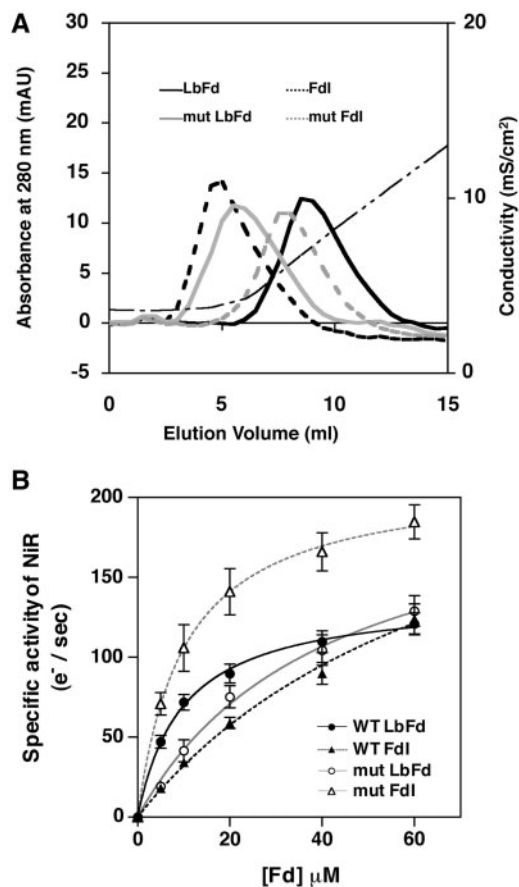 A
Absorbance at 280 nm (mAU)
30
25
20
15
10
5
0
-5
LbFd
FdI
mut LbFd
mut FdI
20
10
0
Conductivity (mS/cm²)
0
5
10
15
Elution Volume (ml)
B
Specific activity of NiR
(e⁻ / sec)
200
150
100
50
0
WT LbFd
WT FdI
mut LbFd
mut FdI
0
20
40
60
[Fd] µM